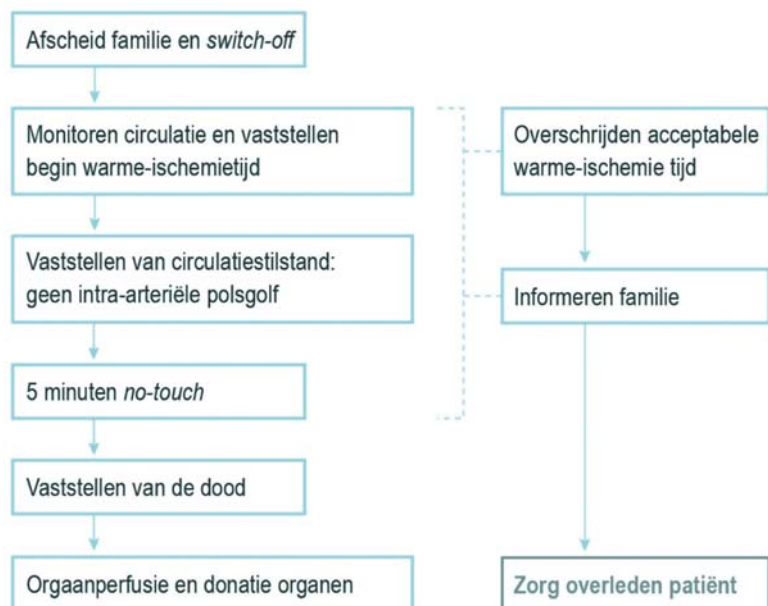 Afscheid familie en switch-off
Monitoren circulatie en vaststellen
begin warme-ischemietijd
Vaststellen van circulatiestilstand:
geen intra-arteriële polsgolf
5 minuten no-touch
Vaststellen van de dood
Orgaanperfusie en donatie organen
Overschrijden acceptabele
warme-ischemie tijd
Informeren familie
Zorg overleden patiënt